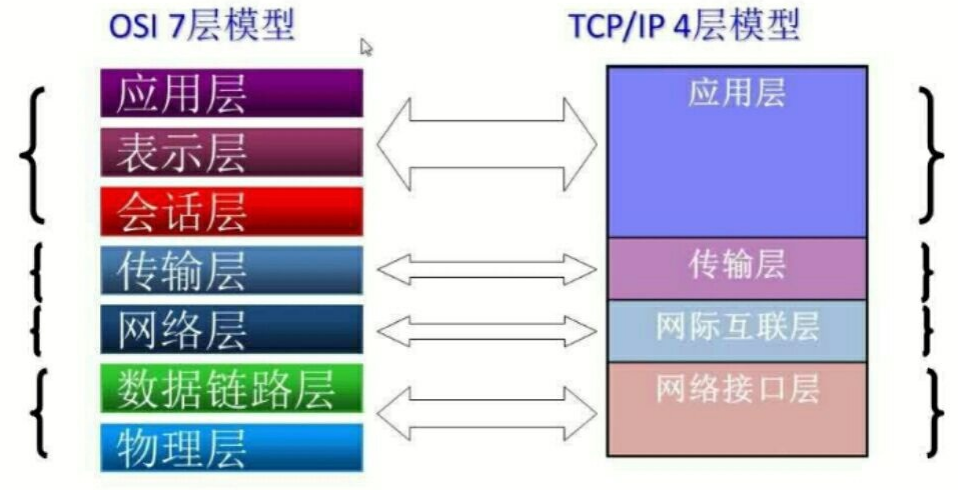 OSI 7层模型
TCP/IP 4层模型
应用层
表示层
会话层
传输层
网络层
数据链路层
物理层
应用层
传输层
网际互联层
网络接口层